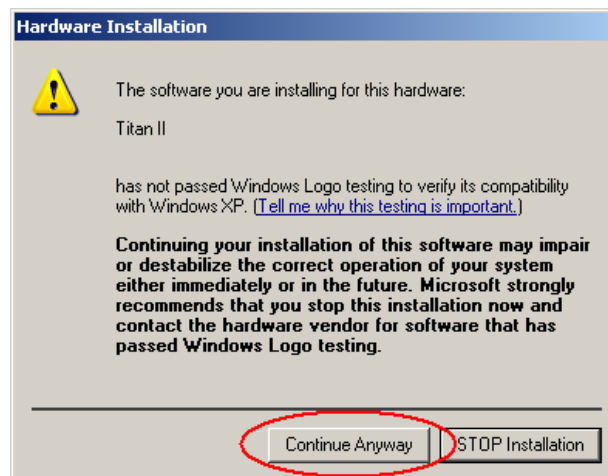 Hardware Installation
The software you are installing for this hardware:
Titan II
has not passed Windows Logo testing to verify its compatibility
with Windows XP. (Tell me why this testing is important.)
Continuing your installation of this software may impair
or destabilize the correct operation of your system
either immediately or in the future. Microsoft strongly
recommends that you stop this installation now and
contact the hardware vendor for software that has
passed Windows Logo testing.
Continue Anyway STOP Installation